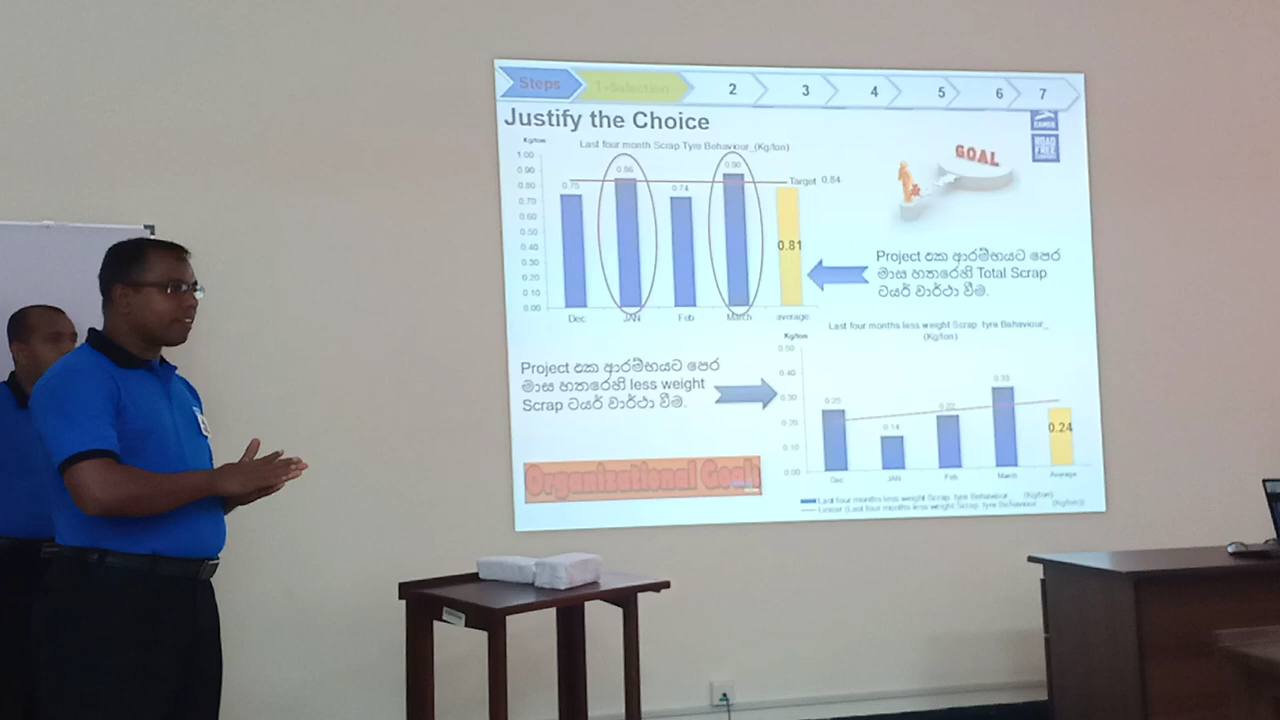 Steps
1-Selection
2
3
4
5
6
7
Justify the Choice
Kg/ton
Last four month Scrap Tyre Behaviour_(Kg/ton)
1.00
0.90
0.80
0.70
0.60
0.50
0.40
0.30
0.20
0.10
0.00
0.75
0.86
0.74
0.90
0.81
Target 0.84
Dec
JAN
Feb
March
average
GOAL
Project එක ආරම්භයට පෙර
මාස හතරෙහි Total Scrap
ටයර් වාර්ථා වීම.
Project එක ආරම්භයට පෙර
මාස හතරෙහි less weight
Scrap ටයර් වාර්ථා වීම.
Last four months less weight Scrap tyre Behaviour_
(Kg/ton)
Kg/ton
0.50
0.40
0.30
0.20
0.10
0.00
0.25
0.14
0.22
0.33
0.24
Dec
JAN
Feb
March
Average
Last four months less weight Scrap tyre Behaviour (Kg/ton)
Linear (Last four months less weight Scrap tyre Behaviour (Kg/ton))
Organizational Goals